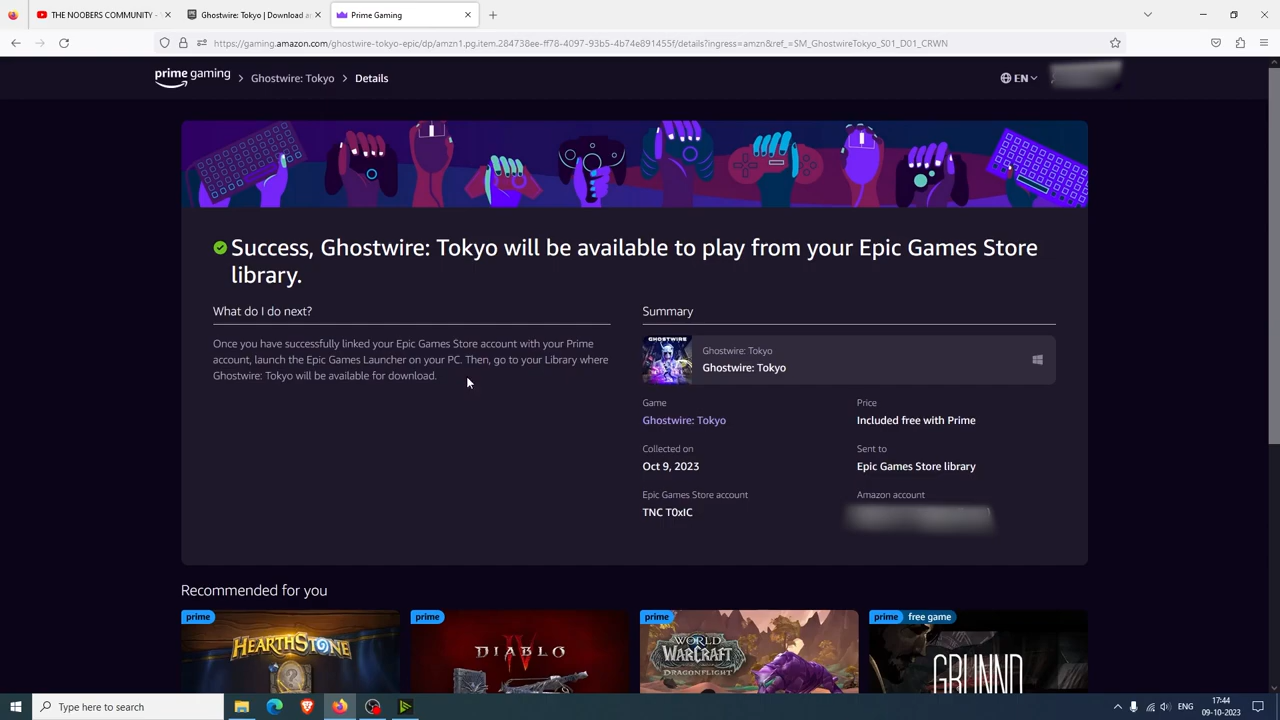 THE NOOBERS COMMUNITY -
Ghostwire: Tokyo | Download a
Prime Gaming
https://gaming.amazon.com/ghostwire-tokyo-epic/dp/amzn1.pg.item.284738ee-ff78-4097-93b5-4b74e891455f/details?ingress=amzn&ref_=SM_GhostwireTokyo_S01_D01_CRWN
prime gaming
Ghostwire: Tokyo
Details
EN
Success, Ghostwire: Tokyo will be available to play from your Epic Games Store
library.
What do I do next?
Once you have successfully linked your Epic Games Store account with your Prime
account, launch the Epic Games Launcher on your PC. Then, go to your Library where
Ghostwire: Tokyo will be available for download.
Summary
GHOSTWIRE
Ghostwire: Tokyo
Ghostwire: Tokyo
Game
Price
Ghostwire: Tokyo
Included free with Prime
Collected on
Sent to
Oct 9, 2023
Epic Games Store library
Epic Games Store account
Amazon account
TNC T0xIC
Recommended for you
prime
HEARTHSTONE
prime
DIABLO
IV
prime
WORLD
OF
WARCRAFT
DRAGONFLIGHT
prime free game
GRUNND
Type here to search
ENG
17:44
09-10-2023